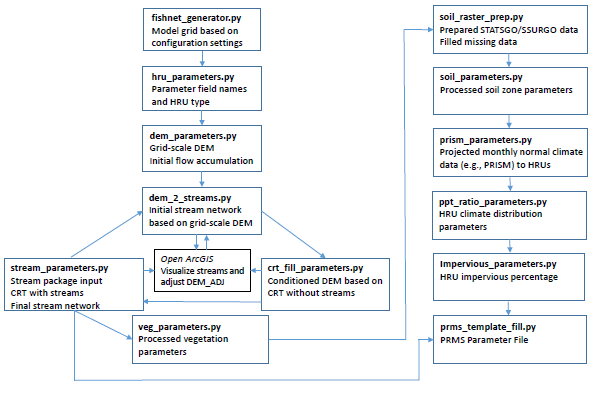 fishnet_generator.py
Model grid based on
configuration settings
hru_parameters.py
Parameter field names
and HRU type
dem_parameters.py
Grid-scale DEM
Initial flow accumulation
dem_2_streams.py
Initial stream network
based on grid-scale DEM
Open ArcGIS
Visualize streams and
adjust DEM_ADJ
stream_parameters.py
Stream package input
CRT with streams
Final stream network
crt_fill_parameters.py
Conditioned DEM based on
CRT without streams
veg_parameters.py
Processed vegetation
parameters
soil_raster_prep.py
Prepared STATSGO/SSURGO data
Filled missing data
soil_parameters.py
Processed soil zone parameters
prism_parameters.py
Projected monthly normal climate
data (e.g., PRISM) to HRUs
ppt_ratio_parameters.py
HRU climate distribution
parameters
Impervious_parameters.py
HRU impervious percentage
prms_template_fill.py
PRMS Parameter File